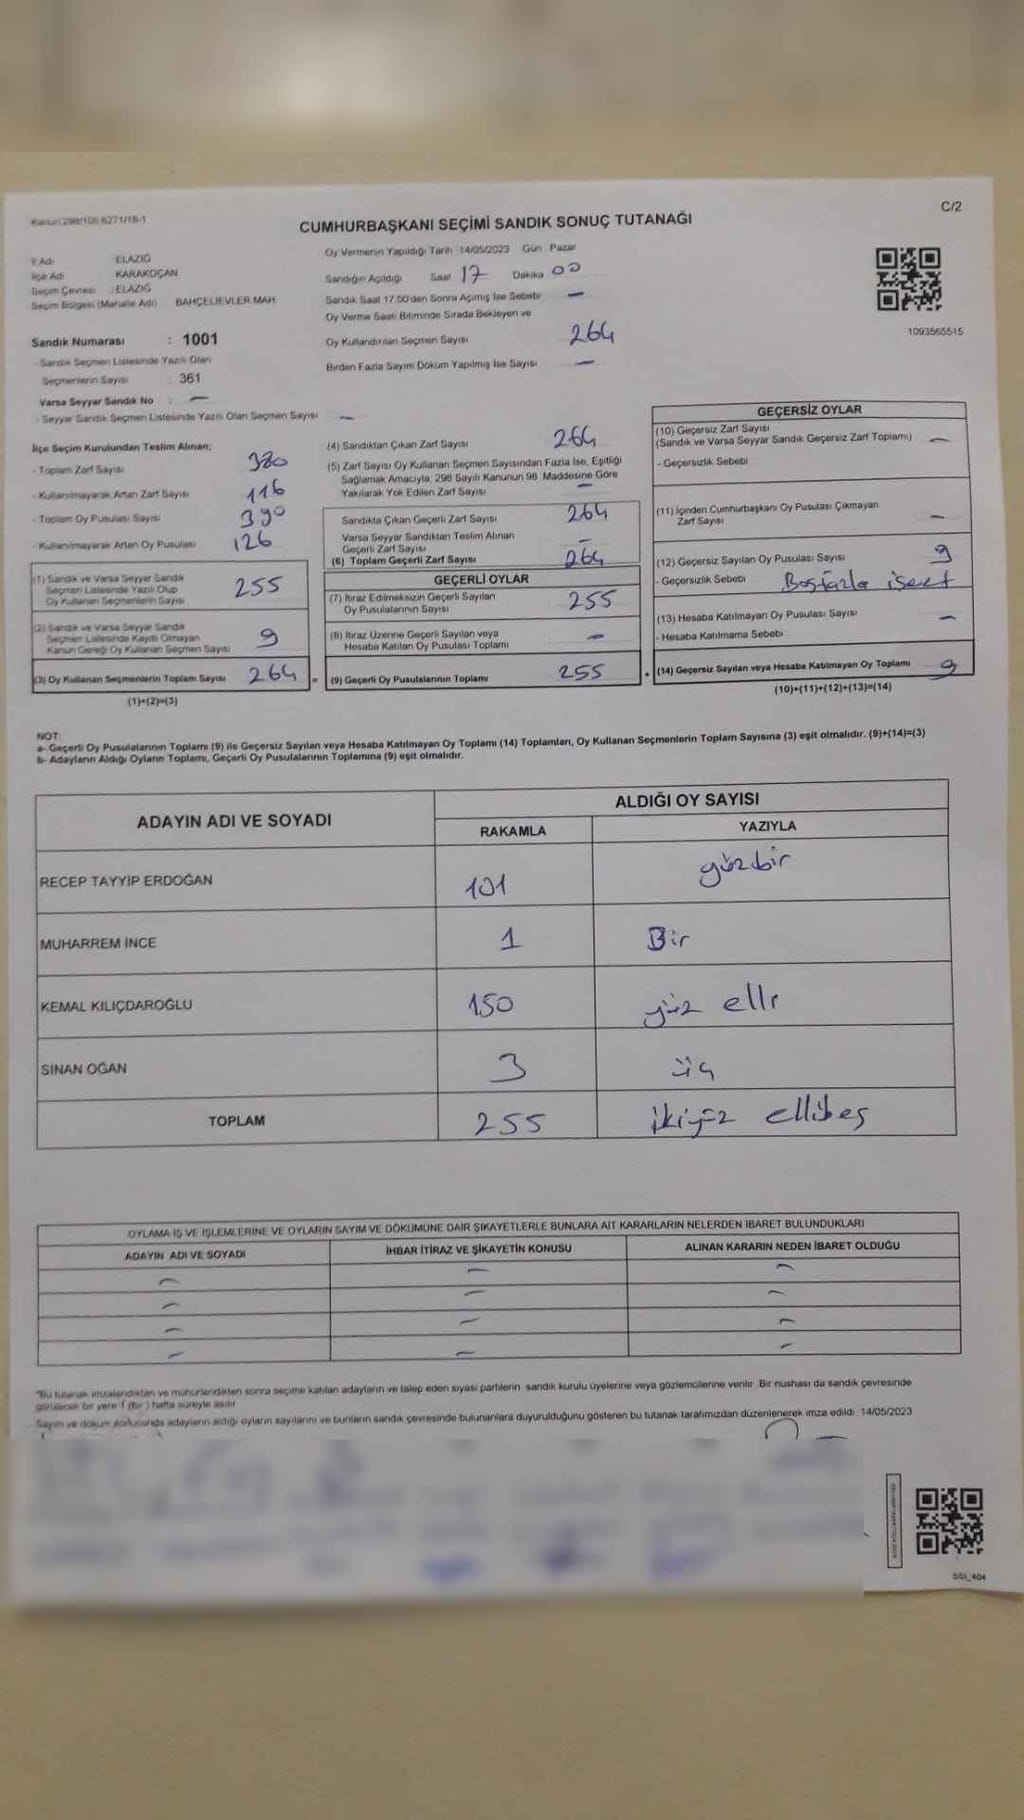 Kanun:298/105 6271/18-1
C/2
CUMHURBAŞKANI SEÇİMİ SANDIK SONUÇ TUTANAĞI
İl Adı : ELAZIĞ
İlçe Adı : KARAKOÇAN
Seçim Çevresi : ELAZIĞ
Seçim Bölgesi (Mahalle Adı) BAHÇELİEVLER MAH.
Sandık Numarası : 1001
- Sandık Seçmen Listesinde Yazılı Olan
Seçmenlerin Sayısı : 361
Varsa Seyyar Sandık No : —
- Seyyar Sandık Seçmen Listesinde Yazılı Olan Seçmen Sayısı —
Oy Vermenin Yapıldığı Tarih 14/05/2023 Gün Pazar
Sandığın Açıldığı Saat 17 Dakika 00
Sandık Saat 17.00'den Sonra Açımış İse Sebebi —
Oy Verme Saati Bitiminde Sırada Bekleyen ve
Oy Kullandırılan Seçmen Sayısı 264
Birden Fazla Sayım Döküm Yapılmış İse Sayısı —
1093565515
İlçe Seçim Kurulundan Teslim Alınan;
- Toplam Zarf Sayısı 380
- Kullanılmayarak Artan Zarf Sayısı 116
- Toplam Oy Pusulası Sayısı 390
- Kullanılmayarak Artan Oy Pusulası 126
(1) Sandık ve Varsa Seyyar Sandık
Seçmen Listesinde Yazılı Olup
Oy Kullanan Seçmenlerin Sayısı 255
(2) Sandık ve Varsa Seyyar Sandık
Seçmen Listesinde Kayıtlı Olmayan
Kanun Gereği Oy Kullanan Seçmen Sayısı 9
(3) Oy Kullanan Seçmenlerin Toplam Sayısı 264 =
(1)+(2)=(3)
(4) Sandıktan Çıkan Zarf Sayısı 264
(5) Zarf Sayısı Oy Kullanan Seçmen Sayısından Fazla İse, Eşitliği
Sağlamak Amacıyla, 298 Sayılı Kanunun 98. Maddesine Göre
Yakılarak Yok Edilen Zarf Sayısı —
Sandıkta Çıkan Geçerli Zarf Sayısı 264
Varsa Seyyar Sandıktan Teslim Alınan
Geçerli Zarf Sayısı —
(6) Toplam Geçerli Zarf Sayısı 264
GEÇERLİ OYLAR
(7) İtiraz Edilmeksizin Geçerli Sayılan
Oy Pusulalarının Sayısı 255
(8) İtiraz Üzerine Geçerli Sayılan veya
Hesaba Katılan Oy Pusulası Toplamı —
(9) Geçerli Oy Pusulalarının Toplamı 255 +
GEÇERSİZ OYLAR
(10) Geçersiz Zarf Sayısı
(Sandık ve Varsa Seyyar Sandık Geçersiz Zarf Toplamı) —
- Geçersizlik Sebebi
(11) İçinden Cumhurbaşkanı Oy Pusulası Çıkmayan
Zarf Sayısı —
(12) Geçersiz Sayılan Oy Pusulası Sayısı 9
- Geçersizlik Sebebi Boş fazla işaret
(13) Hesaba Katılmayan Oy Pusulası Sayısı —
- Hesaba Katılmama Sebebi :
(14) Geçersiz Sayılan veya Hesaba Katılmayan Oy Toplamı 9
(10)+(11)+(12)+(13)=(14)
NOT:
a- Geçerli Oy Pusulalarının Toplamı (9) ile Geçersiz Sayılan veya Hesaba Katılmayan Oy Toplamı (14) Toplamları, Oy Kullanan Seçmenlerin Toplam Sayısına (3) eşit olmalıdır. (9)+(14)=(3)
b- Adayların Aldığı Oyların Toplamı, Geçerli Oy Pusulalarının Toplamına (9) eşit olmalıdır.
ADAYIN ADI VE SOYADI
ALDIĞI OY SAYISI
RAKAMLA YAZIYLA
RECEP TAYYİP ERDOĞAN 101 yüzbir
MUHARREM İNCE 1 Bir
KEMAL KILIÇDAROĞLU 150 yüz elli
SİNAN OĞAN 3 üç
TOPLAM 255 ikiyüz ellibeş
OYLAMA İŞ VE İŞLEMLERİNE VE OYLARIN SAYIM VE DÖKÜMÜNE DAİR ŞİKAYETLERLE BUNLARA AİT KARARLARIN NELERDEN İBARET BULUNDUKLARI
ADAYIN ADI VE SOYADI İHBAR İTİRAZ VE ŞİKAYETİN KONUSU ALINAN KARARIN NEDEN İBARET OLDUĞU
— — —
— — —
— — —
— — —
*Bu tutanak imzalandıktan ve mühürlendikten sonra seçime katılan adayların ve talep eden siyasi partilerin sandık kurulu üyelerine veya gözlemcilerine verilir. Bir nüshası da sandık çevresinde
görülecek bir yere 1 (bir) hafta süreyle asılır.
Sayım ve döküm sonucunda adayların aldığı oyların sayılarını ve bunların sandık çevresinde bulunanlara duyurulduğunu gösteren bu tutanak tarafımızdan düzenlenerek imza edildi. 14/05/2023
SGI_404